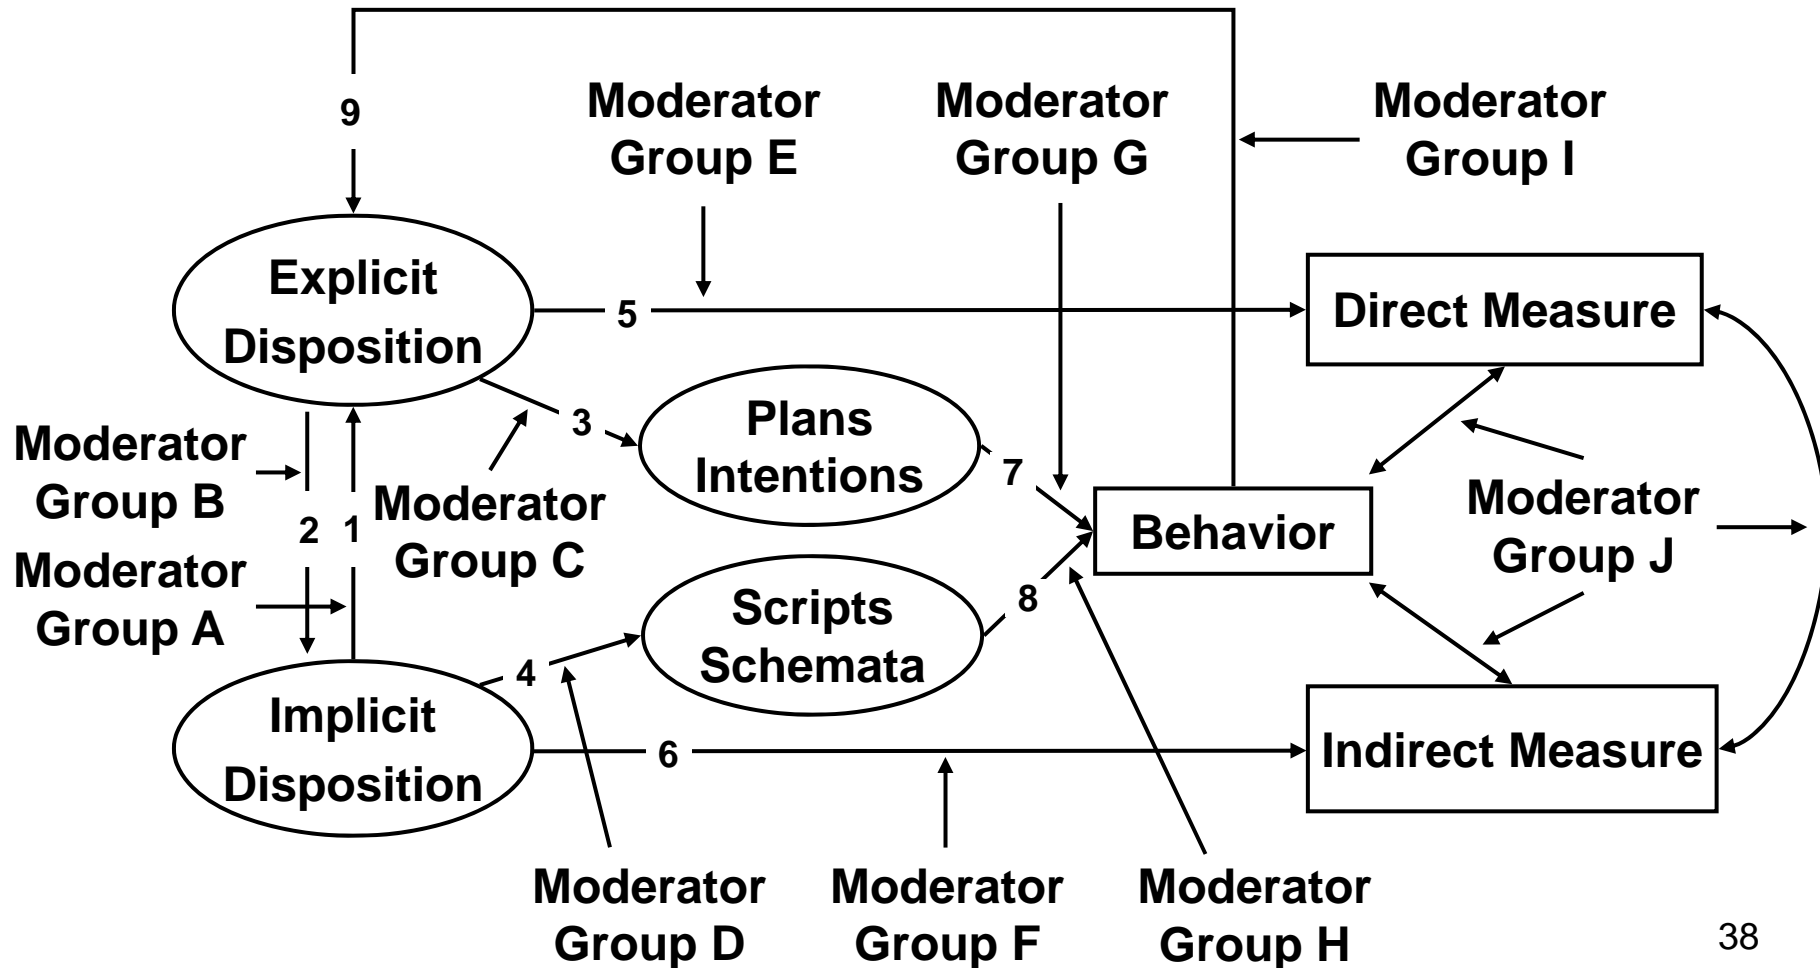 9
Moderator
Group E
Moderator
Group G
Moderator
Group I
Explicit
Disposition
5
Direct Measure
3
Plans
Intentions
7
Moderator
Group B
2 1
Moderator
Group C
Behavior
Moderator
Group J
Moderator
Group A
Scripts
Schemata
8
4
Implicit
Disposition
6
Indirect Measure
Moderator
Group D
Moderator
Group F
Moderator
Group H
38